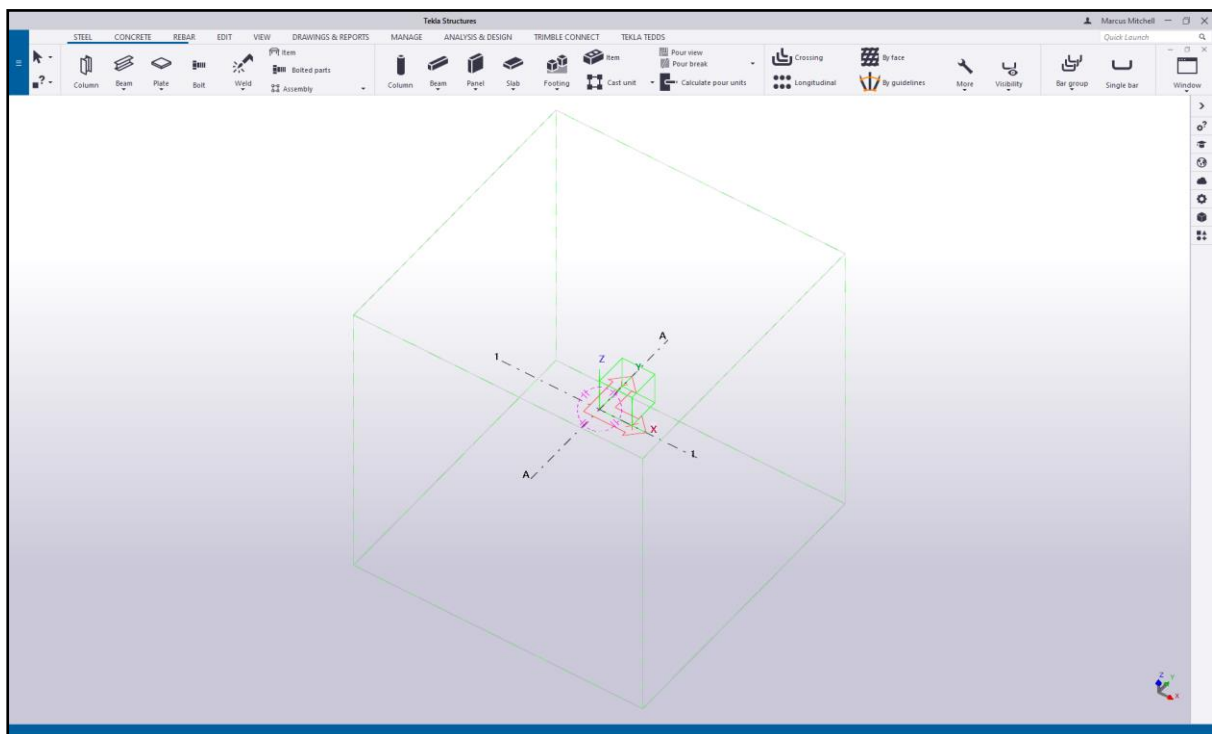 Tekla Structures
Marcus Mitchell
STEEL CONCRETE REBAR EDIT VIEW DRAWINGS & REPORTS MANAGE ANALYSIS & DESIGN TRIMBLE CONNECT TEKLA TEDDS Quick Launch
Item Item Pour view Crossing By face
Bolted parts Pour break
Column Beam Plate Bolt Weld Assembly Column Beam Panel Slab Footing Cast unit Calculate pour units Longitudinal By guidelines More Visibility Bar group Single bar Window
A
1
Z
Y
X
1
A
Z Y
X